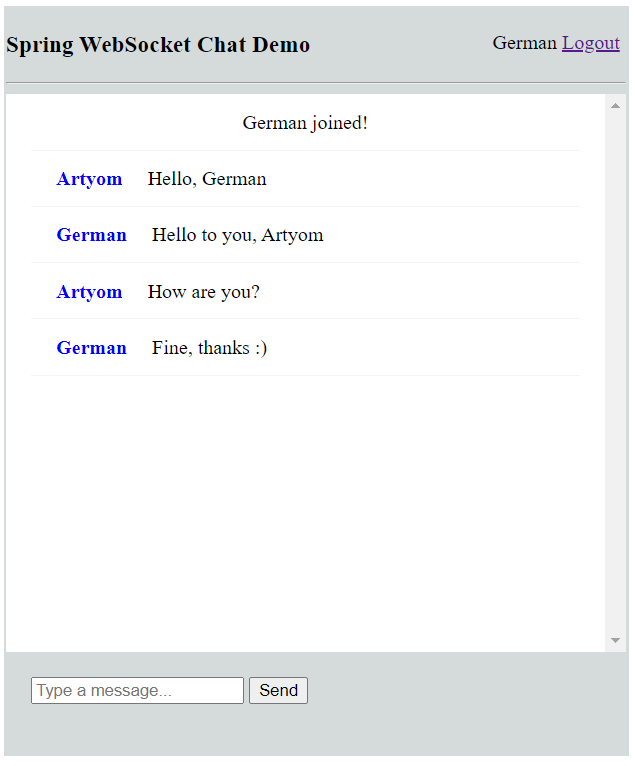 Spring WebSocket Chat Demo German Logout
German joined!
Artyom Hello, German
German Hello to you, Artyom
Artyom How are you?
German Fine, thanks :)
Type a message... Send